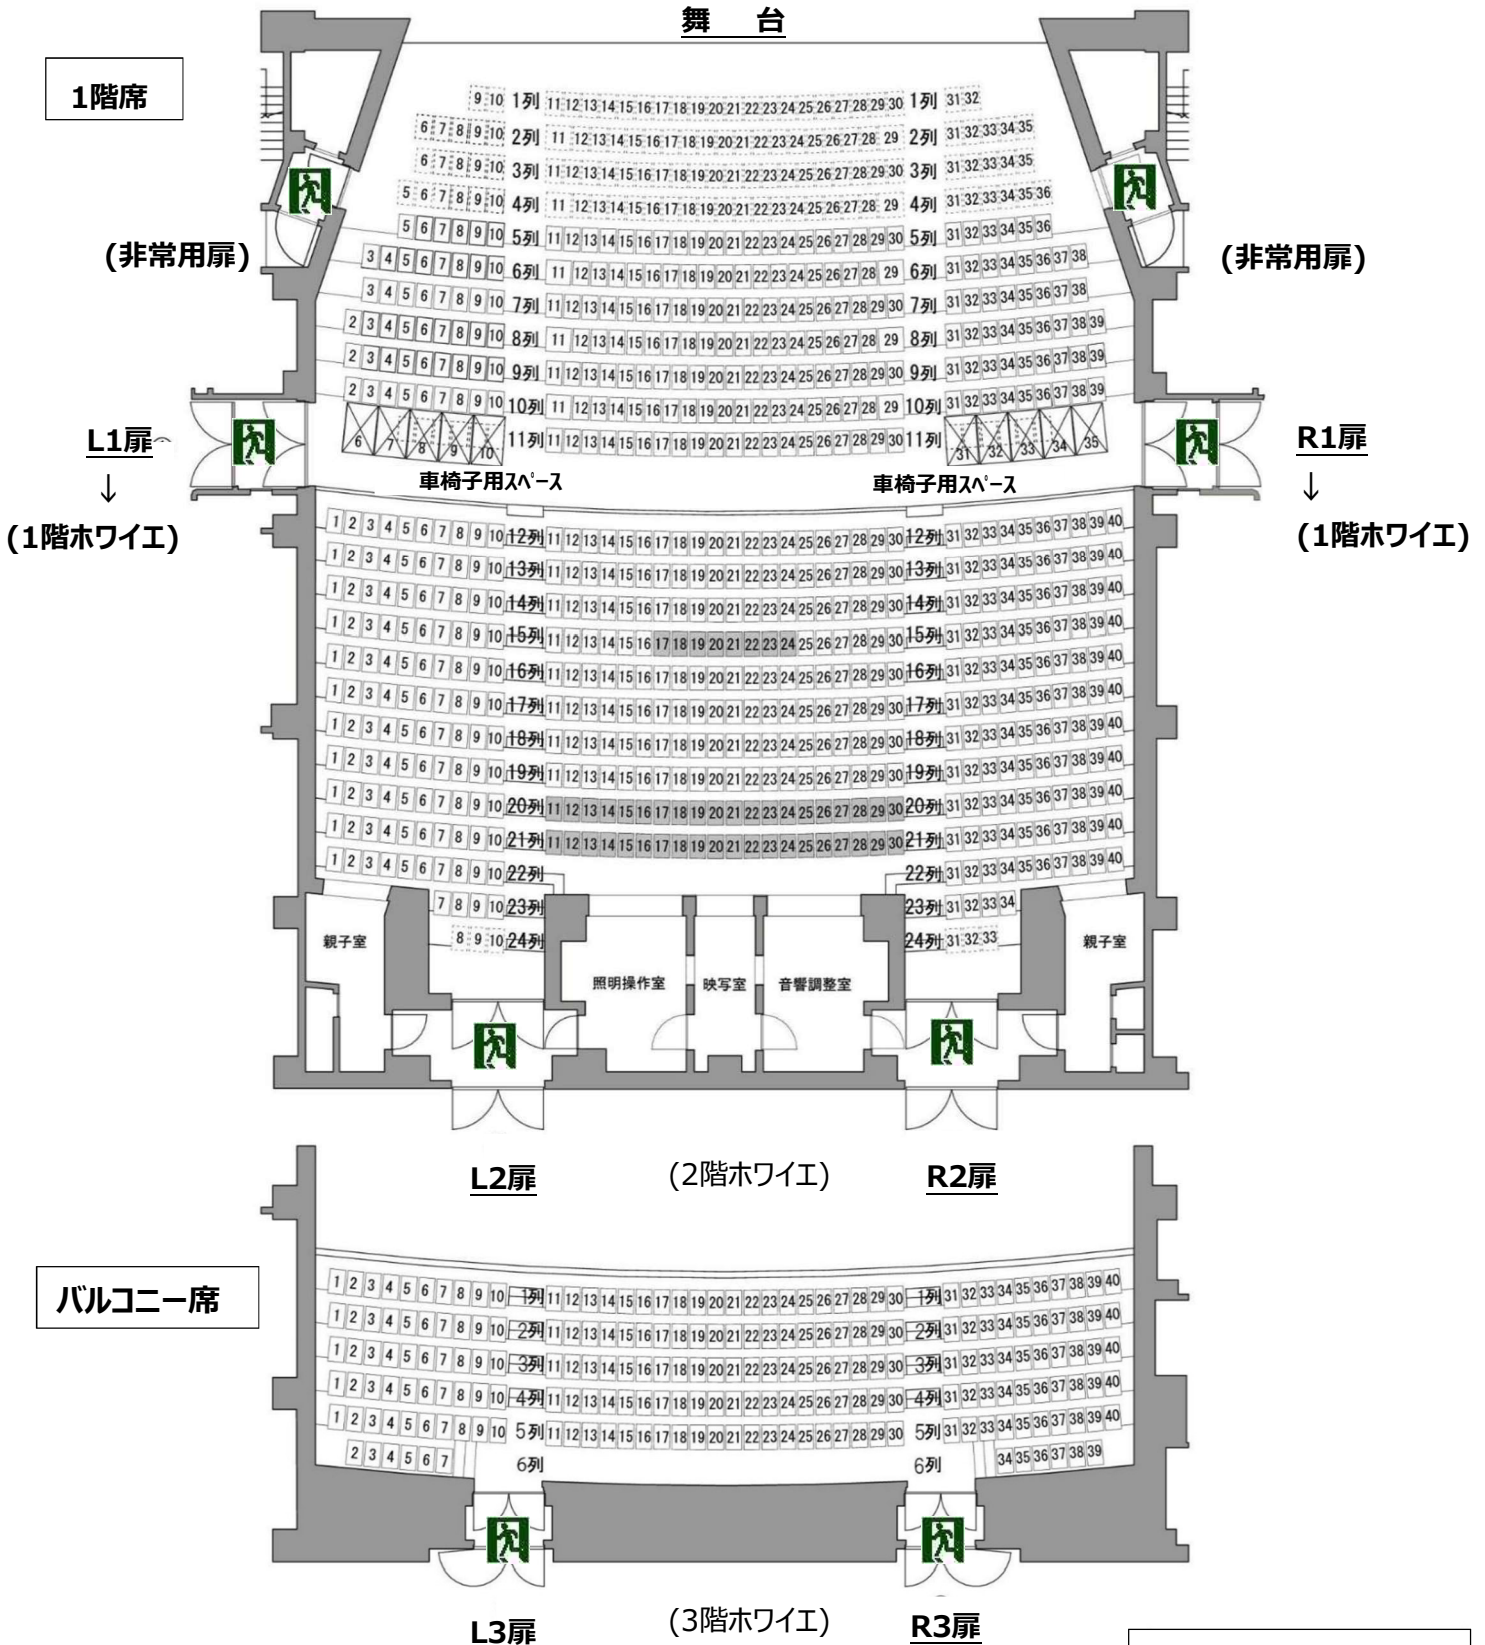 舞　台
1階席
9 10 1列 11 12 13 14 15 16 17 18 19 20 21 22 23 24 25 26 27 28 29 30 1列 31 32
6 7 8 9 10 2列 11 12 13 14 15 16 17 18 19 20 21 22 23 24 25 26 27 28 29 2列 31 32 33 34 35
6 7 8 9 10 3列 11 12 13 14 15 16 17 18 19 20 21 22 23 24 25 26 27 28 29 30 3列 31 32 33 34 35
5 6 7 8 9 10 4列 11 12 13 14 15 16 17 18 19 20 21 22 23 24 25 26 27 28 29 4列 31 32 33 34 35 36
5 6 7 8 9 10 5列 11 12 13 14 15 16 17 18 19 20 21 22 23 24 25 26 27 28 29 30 5列 31 32 33 34 35 36
(非常用扉)
(非常用扉)
3 4 5 6 7 8 9 10 6列 11 12 13 14 15 16 17 18 19 20 21 22 23 24 25 26 27 28 29 6列 31 32 33 34 35 36 37 38
3 4 5 6 7 8 9 10 7列 11 12 13 14 15 16 17 18 19 20 21 22 23 24 25 26 27 28 29 30 7列 31 32 33 34 35 36 37 38
2 3 4 5 6 7 8 9 10 8列 11 12 13 14 15 16 17 18 19 20 21 22 23 24 25 26 27 28 29 8列 31 32 33 34 35 36 37 38 39
2 3 4 5 6 7 8 9 10 9列 11 12 13 14 15 16 17 18 19 20 21 22 23 24 25 26 27 28 29 30 9列 31 32 33 34 35 36 37 38 39
2 3 4 5 6 7 8 9 10 10列 11 12 13 14 15 16 17 18 19 20 21 22 23 24 25 26 27 28 29 10列 31 32 33 34 35 36 37 38 39
6 7 8 9 10 11列 11 12 13 14 15 16 17 18 19 20 21 22 23 24 25 26 27 28 29 30 11列 31 32 33 34 35
L1扉
↓
(1階ホワイエ)
R1扉
↓
(1階ホワイエ)
車椅子用スペース
車椅子用スペース
1 2 3 4 5 6 7 8 9 10 12列 11 12 13 14 15 16 17 18 19 20 21 22 23 24 25 26 27 28 29 30 12列 31 32 33 34 35 36 37 38 39 40
1 2 3 4 5 6 7 8 9 10 13列 11 12 13 14 15 16 17 18 19 20 21 22 23 24 25 26 27 28 29 30 13列 31 32 33 34 35 36 37 38 39 40
1 2 3 4 5 6 7 8 9 10 14列 11 12 13 14 15 16 17 18 19 20 21 22 23 24 25 26 27 28 29 30 14列 31 32 33 34 35 36 37 38 39 40
1 2 3 4 5 6 7 8 9 10 15列 11 12 13 14 15 16 17 18 19 20 21 22 23 24 25 26 27 28 29 30 15列 31 32 33 34 35 36 37 38 39 40
1 2 3 4 5 6 7 8 9 10 16列 11 12 13 14 15 16 17 18 19 20 21 22 23 24 25 26 27 28 29 30 16列 31 32 33 34 35 36 37 38 39 40
1 2 3 4 5 6 7 8 9 10 17列 11 12 13 14 15 16 17 18 19 20 21 22 23 24 25 26 27 28 29 30 17列 31 32 33 34 35 36 37 38 39 40
1 2 3 4 5 6 7 8 9 10 18列 11 12 13 14 15 16 17 18 19 20 21 22 23 24 25 26 27 28 29 30 18列 31 32 33 34 35 36 37 38 39 40
1 2 3 4 5 6 7 8 9 10 19列 11 12 13 14 15 16 17 18 19 20 21 22 23 24 25 26 27 28 29 30 19列 31 32 33 34 35 36 37 38 39 40
1 2 3 4 5 6 7 8 9 10 20列 11 12 13 14 15 16 17 18 19 20 21 22 23 24 25 26 27 28 29 30 20列 31 32 33 34 35 36 37 38 39 40
1 2 3 4 5 6 7 8 9 10 21列 11 12 13 14 15 16 17 18 19 20 21 22 23 24 25 26 27 28 29 30 21列 31 32 33 34 35 36 37 38 39 40
1 2 3 4 5 6 7 8 9 10 22列 22列 31 32 33 34 35 36 37 38 39 40
7 8 9 10 23列 23列 31 32 33 34
8 9 10 24列 24列 31 32 33
親子室
照明操作室
映写室
音響調整室
親子室
L2扉
(2階ホワイエ)
R2扉
バルコニー席
1 2 3 4 5 6 7 8 9 10 1列 11 12 13 14 15 16 17 18 19 20 21 22 23 24 25 26 27 28 29 30 1列 31 32 33 34 35 36 37 38 39 40
1 2 3 4 5 6 7 8 9 10 2列 11 12 13 14 15 16 17 18 19 20 21 22 23 24 25 26 27 28 29 30 2列 31 32 33 34 35 36 37 38 39 40
1 2 3 4 5 6 7 8 9 10 3列 11 12 13 14 15 16 17 18 19 20 21 22 23 24 25 26 27 28 29 30 3列 31 32 33 34 35 36 37 38 39 40
1 2 3 4 5 6 7 8 9 10 4列 11 12 13 14 15 16 17 18 19 20 21 22 23 24 25 26 27 28 29 30 4列 31 32 33 34 35 36 37 38 39 40
1 2 3 4 5 6 7 8 9 10 5列 11 12 13 14 15 16 17 18 19 20 21 22 23 24 25 26 27 28 29 30 5列 31 32 33 34 35 36 37 38 39 40
2 3 4 5 6 7 6列 6列 34 35 36 37 38 39
L3扉
(3階ホワイエ)
R3扉